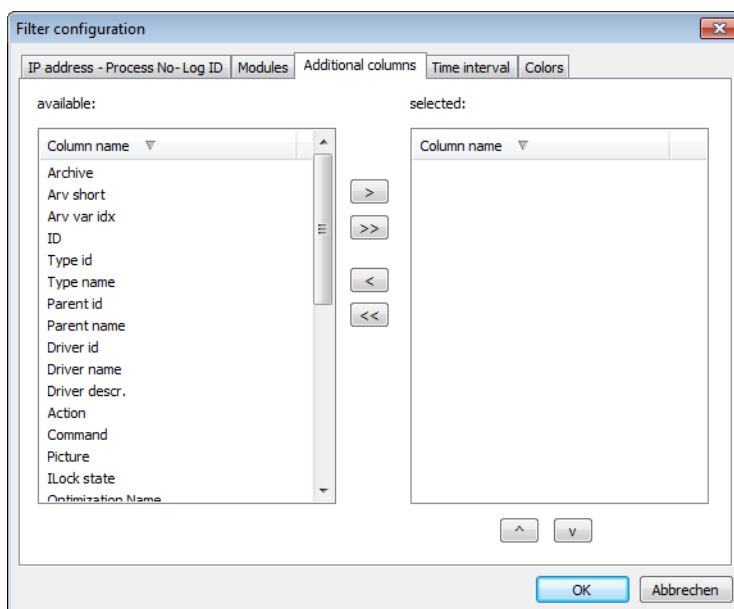 Filter configuration
IP address - Process No- Log ID Modules Additional columns Time interval Colors
available: selected:
Column name Column name
Archive
Arv short
Arv var idx
ID
Type id
Type name
Parent id
Parent name
Driver id
Driver name
Driver descr.
Action
Command
Picture
ILock state
Optimization Name
>
>>
<
<<
^ v
OK Abbrechen